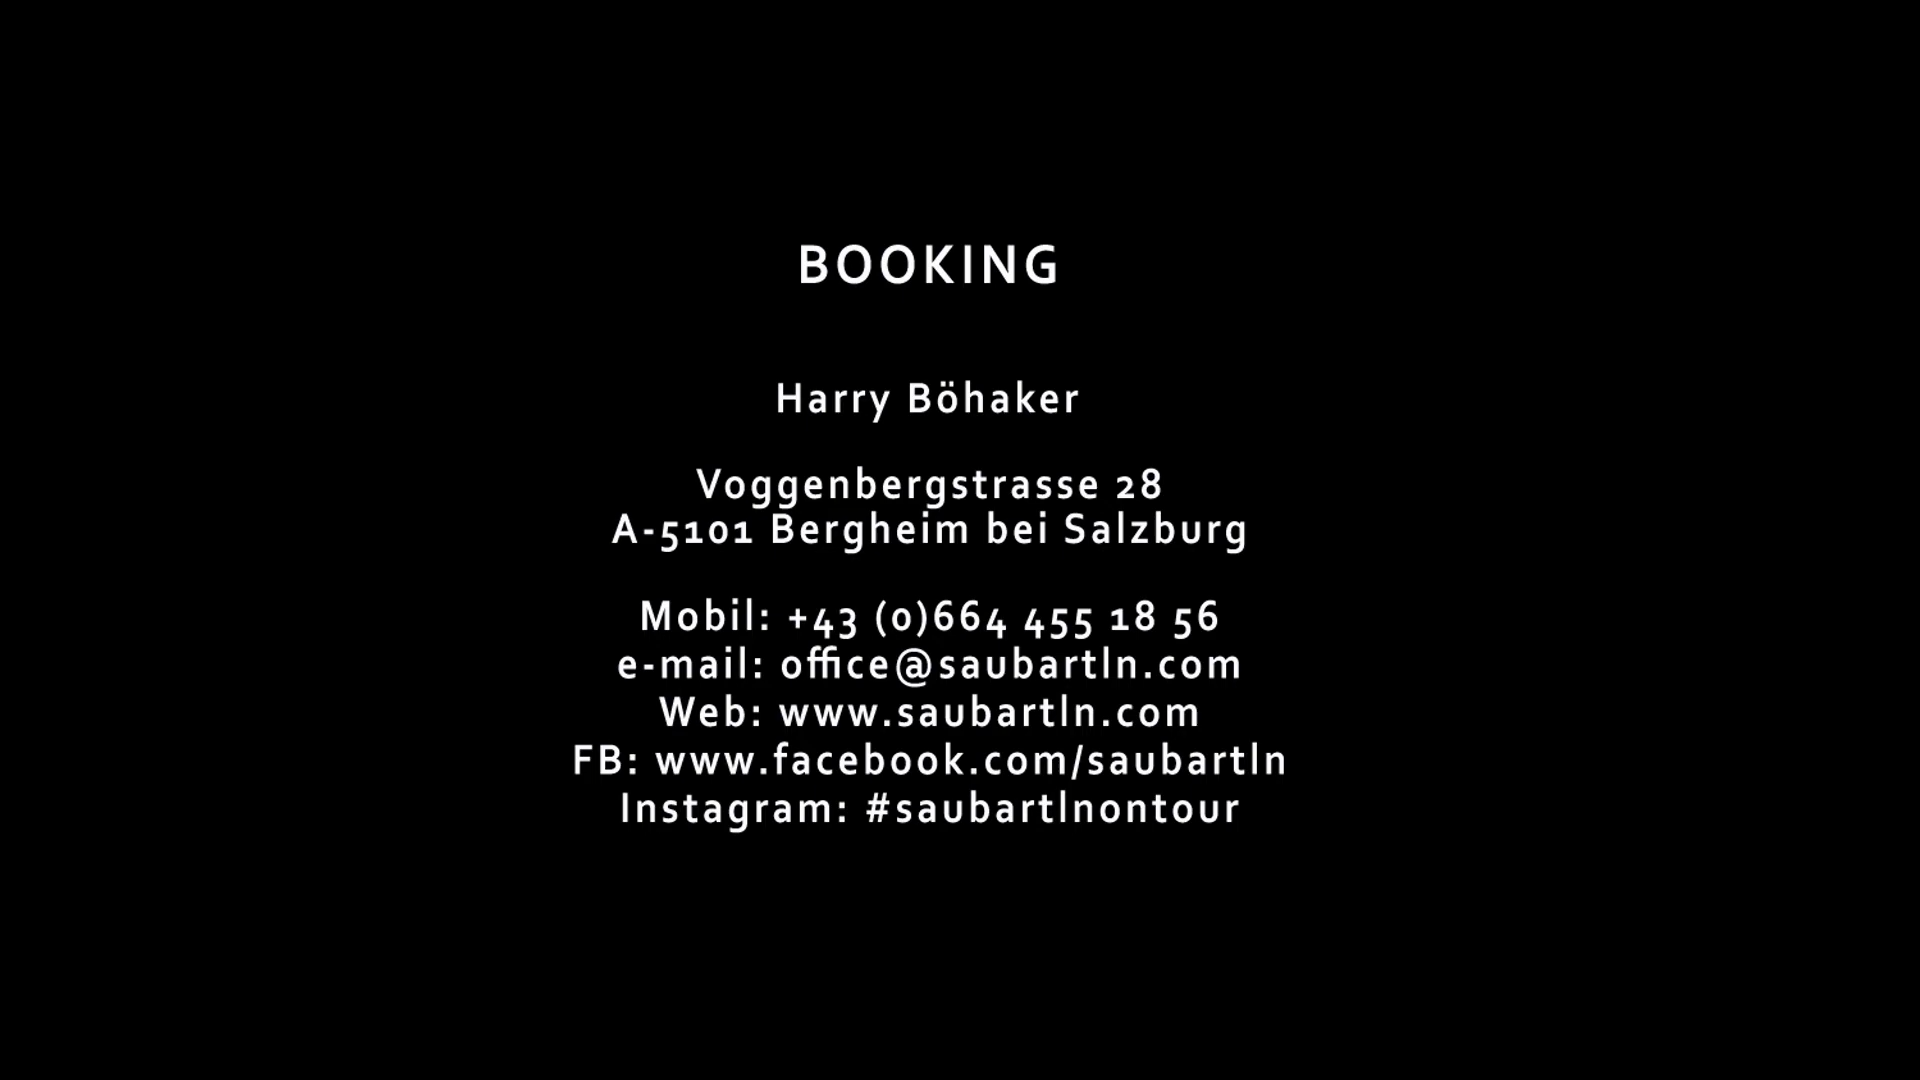 BOOKING
Harry Böhaker
Voggenbergstrasse 28
A-5101 Bergheim bei Salzburg
Mobil: +43 (0)664 455 18 56
e-mail: office@saubartln.com
Web: www.saubartln.com
FB: www.facebook.com/saubartln
Instagram: #saubartlnontour